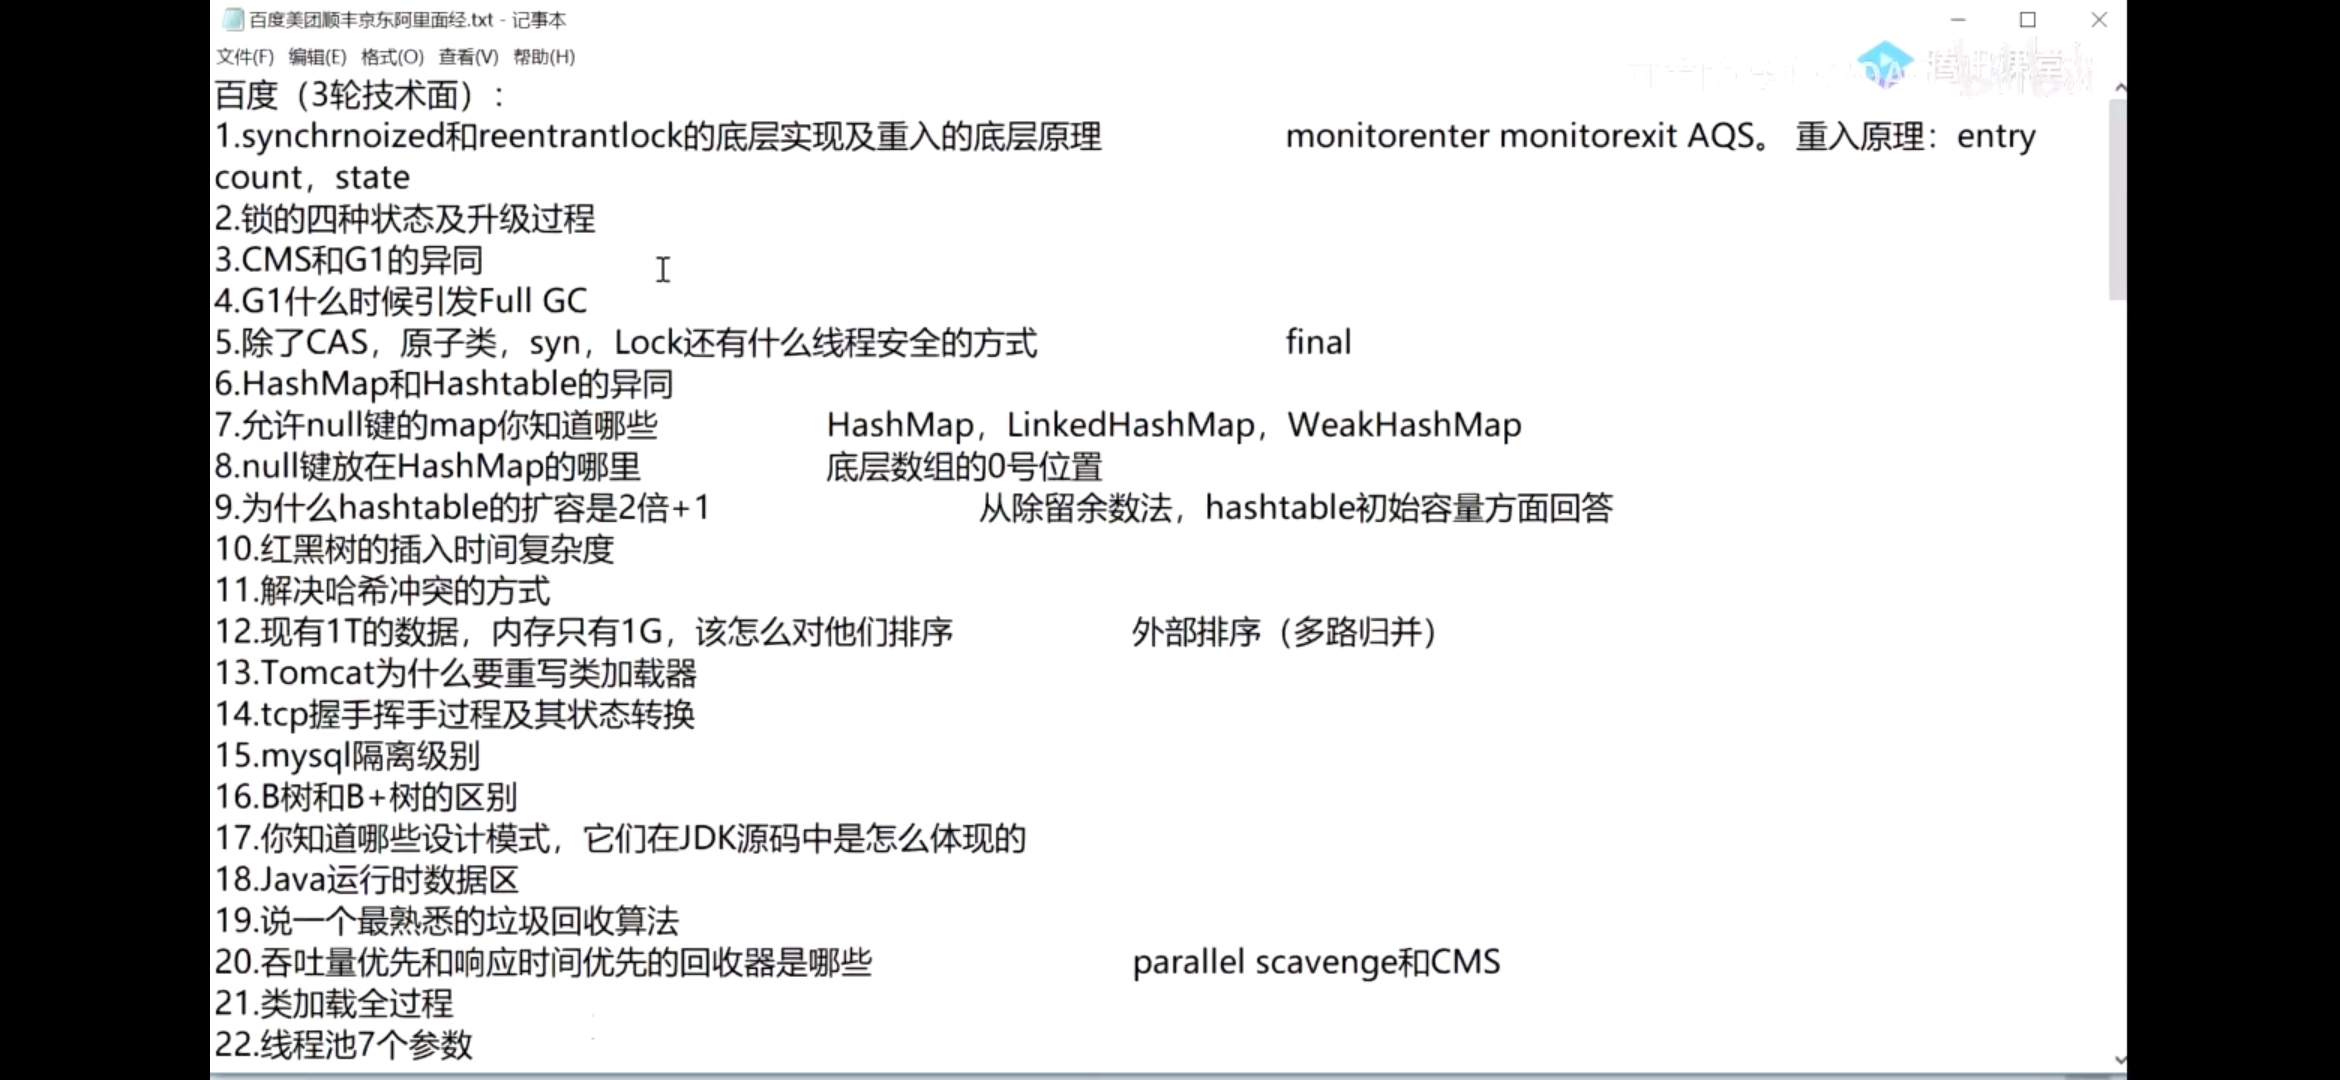 百度美团顺丰京东阿里面经.txt - 记事本
文件(F) 编辑(E) 格式(O) 查看(V) 帮助(H)
腾讯课堂
百度（3轮技术面）:
1.synchrnoized和reentrantlock的底层实现及重入的底层原理 monitorenter monitorexit AQS。 重入原理：entry
count，state
2.锁的四种状态及升级过程
3.CMS和G1的异同
4.G1什么时候引发Full GC
5.除了CAS，原子类，syn，Lock还有什么线程安全的方式 final
6.HashMap和Hashtable的异同
7.允许null键的map你知道哪些 HashMap，LinkedHashMap，WeakHashMap
8.null键放在HashMap的哪里 底层数组的0号位置
9.为什么hashtable的扩容是2倍+1 从除留余数法，hashtable初始容量方面回答
10.红黑树的插入时间复杂度
11.解决哈希冲突的方式
12.现有1T的数据，内存只有1G，该怎么对他们排序 外部排序（多路归并）
13.Tomcat为什么要重写类加载器
14.tcp握手挥手过程及其状态转换
15.mysql隔离级别
16.B树和B+树的区别
17.你知道哪些设计模式，它们在JDK源码中是怎么体现的
18.Java运行时数据区
19.说一个最熟悉的垃圾回收算法
20.吞吐量优先和响应时间优先的回收器是哪些 parallel scavenge和CMS
21.类加载全过程
22.线程池7个参数